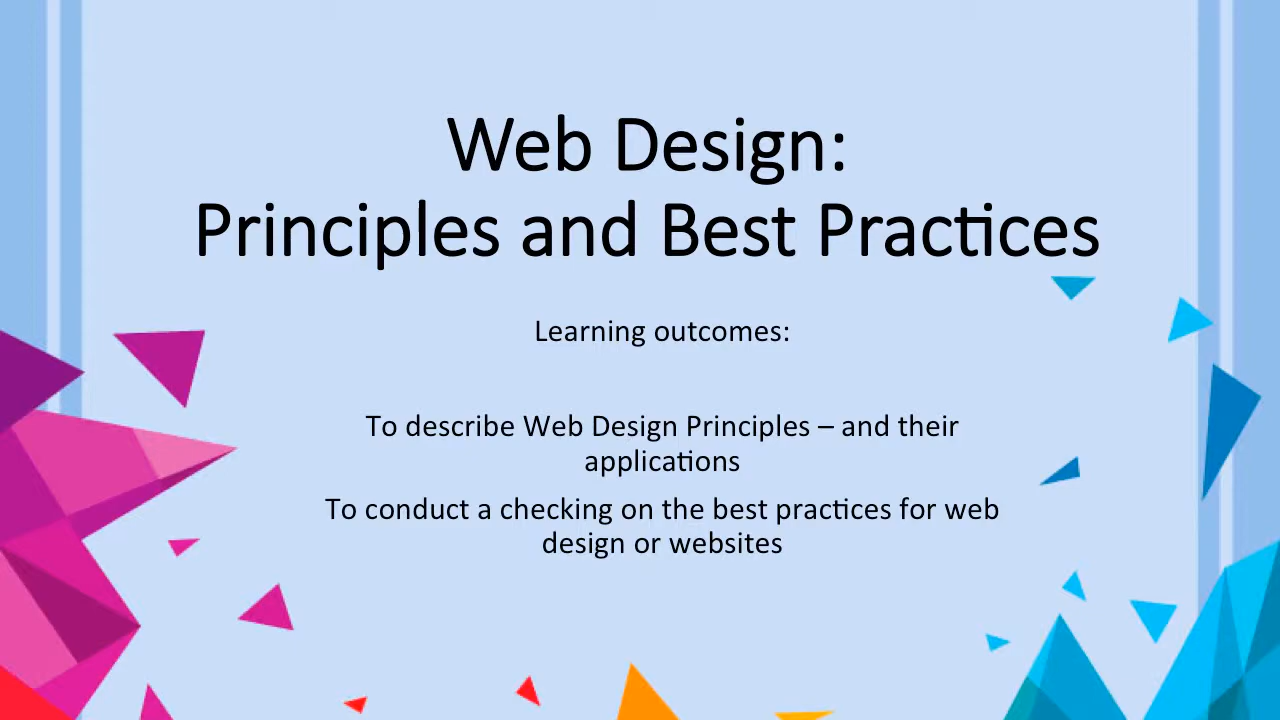 Web Design:
Principles and Best Practices
Learning outcomes:
To describe Web Design Principles – and their
applications
To conduct a checking on the best practices for web
design or websites